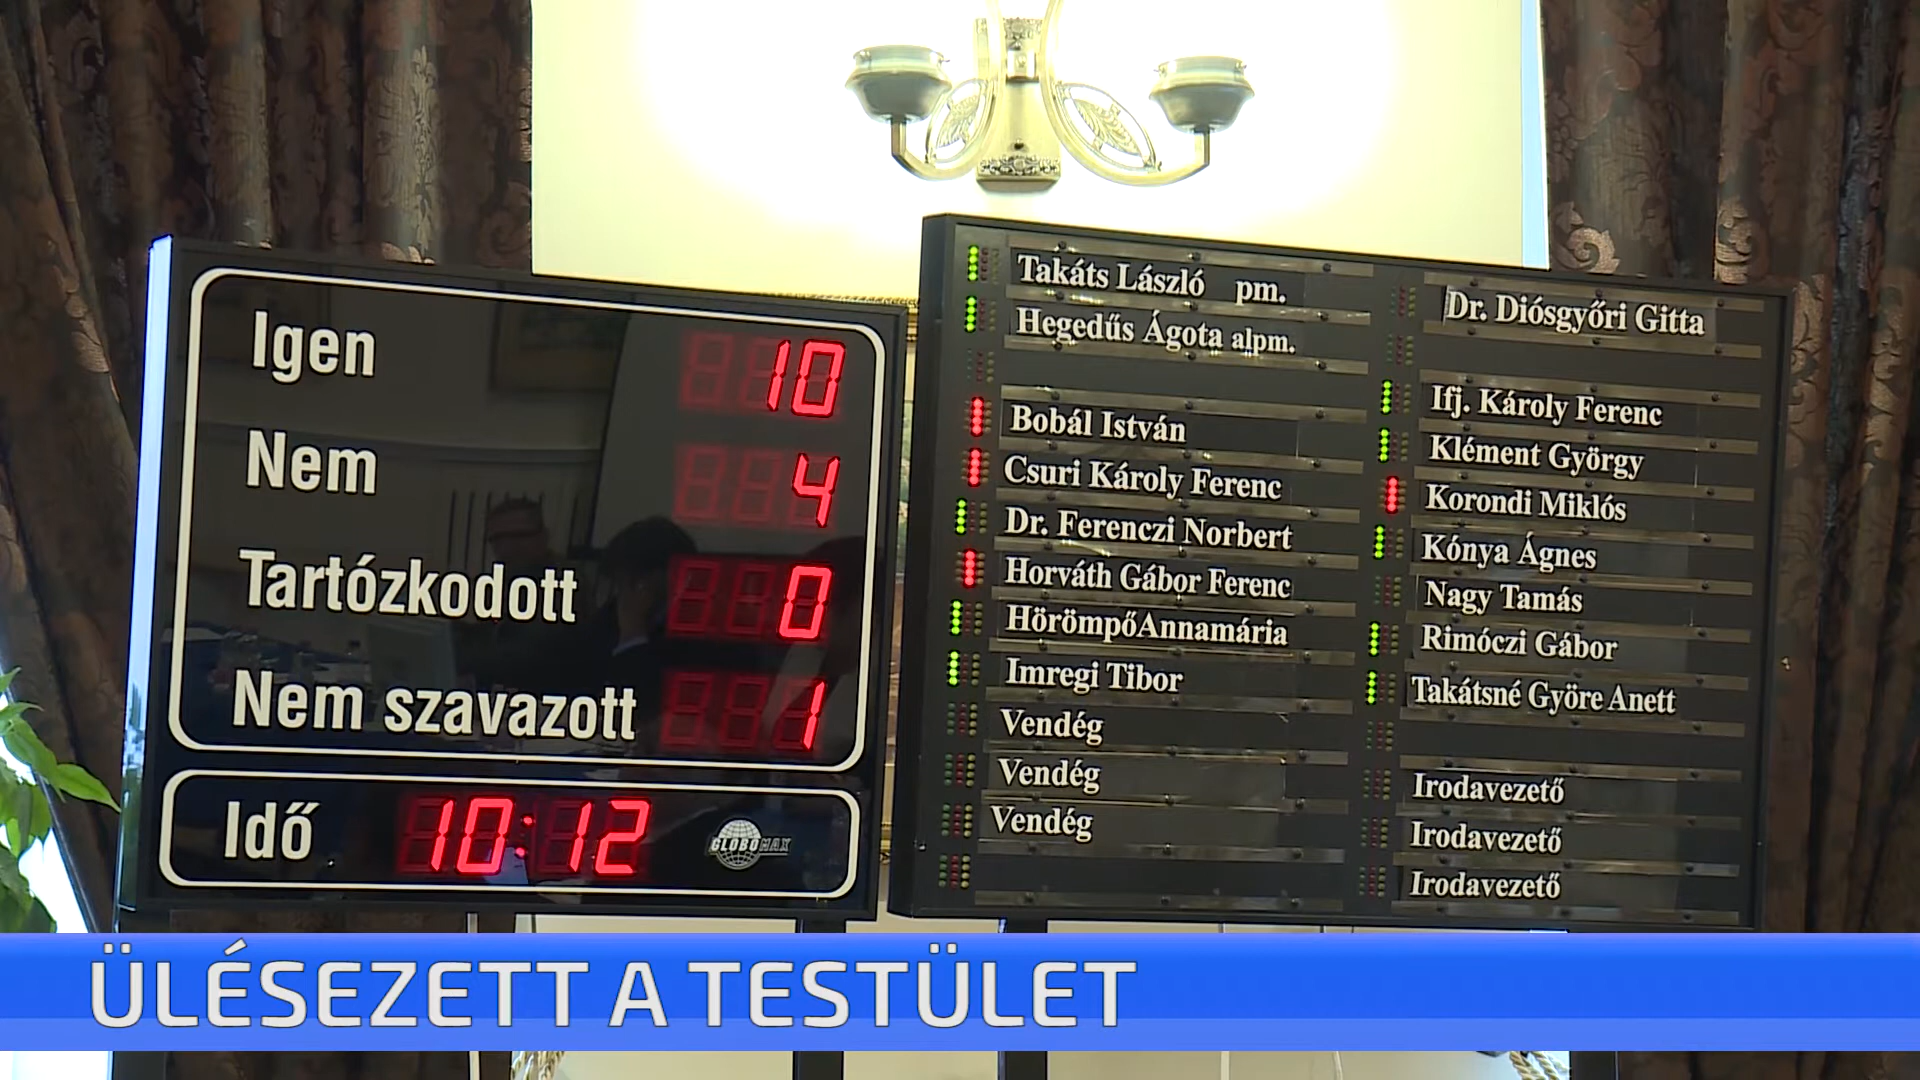 Igen 10
Nem 4
Tartózkodott 0
Nem szavazott 1
Idő 10:12
GLOBOMAX
Takáts László pm.
Hegedűs Ágota alpm.
Bobál István
Csuri Károly Ferenc
Dr. Ferenczi Norbert
Horváth Gábor Ferenc
HörömpőAnnamária
Imregi Tibor
Vendég
Vendég
Vendég
Dr. Diósgyőri Gitta
Ifj. Károly Ferenc
Klément György
Korondi Miklós
Kónya Ágnes
Nagy Tamás
Rimóczi Gábor
Takátsné Györe Anett
Irodavezető
Irodavezető
Irodavezető
ÜLÉSEZETT A TESTÜLET